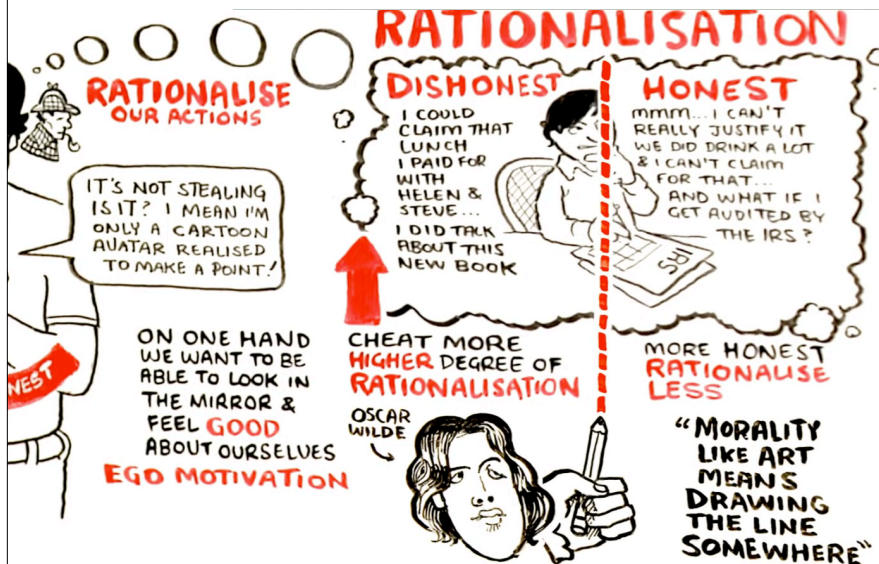 RATIONALISATION
RATIONALISE
OUR ACTIONS
IT'S NOT STEALING
IS IT? I MEAN I'M
ONLY A CARTOON
AVATAR REALISED
TO MAKE A POINT!
NEST
ON ONE HAND
WE WANT TO BE
ABLE TO LOOK IN
THE MIRROR &
FEEL GOOD
ABOUT OURSELVES
EGO MOTIVATION
DISHONEST
I COULD
CLAIM THAT
LUNCH
I PAID FOR
WITH
HELEN &
STEVE...
I DID TALK
ABOUT THIS
NEW BOOK
HONEST
MMM... I CAN'T
REALLY JUSTIFY IT
WE DID DRINK A LOT
& I CAN'T CLAIM
FOR THAT...
AND WHAT IF I
GET AUDITED BY
THE IRS?
IRS
CHEAT MORE
HIGHER DEGREE OF
RATIONALISATION
MORE HONEST
RATIONALISE
LESS
OSCAR
WILDE
"MORALITY
LIKE ART
MEANS
DRAWING
THE LINE
SOMEWHERE"